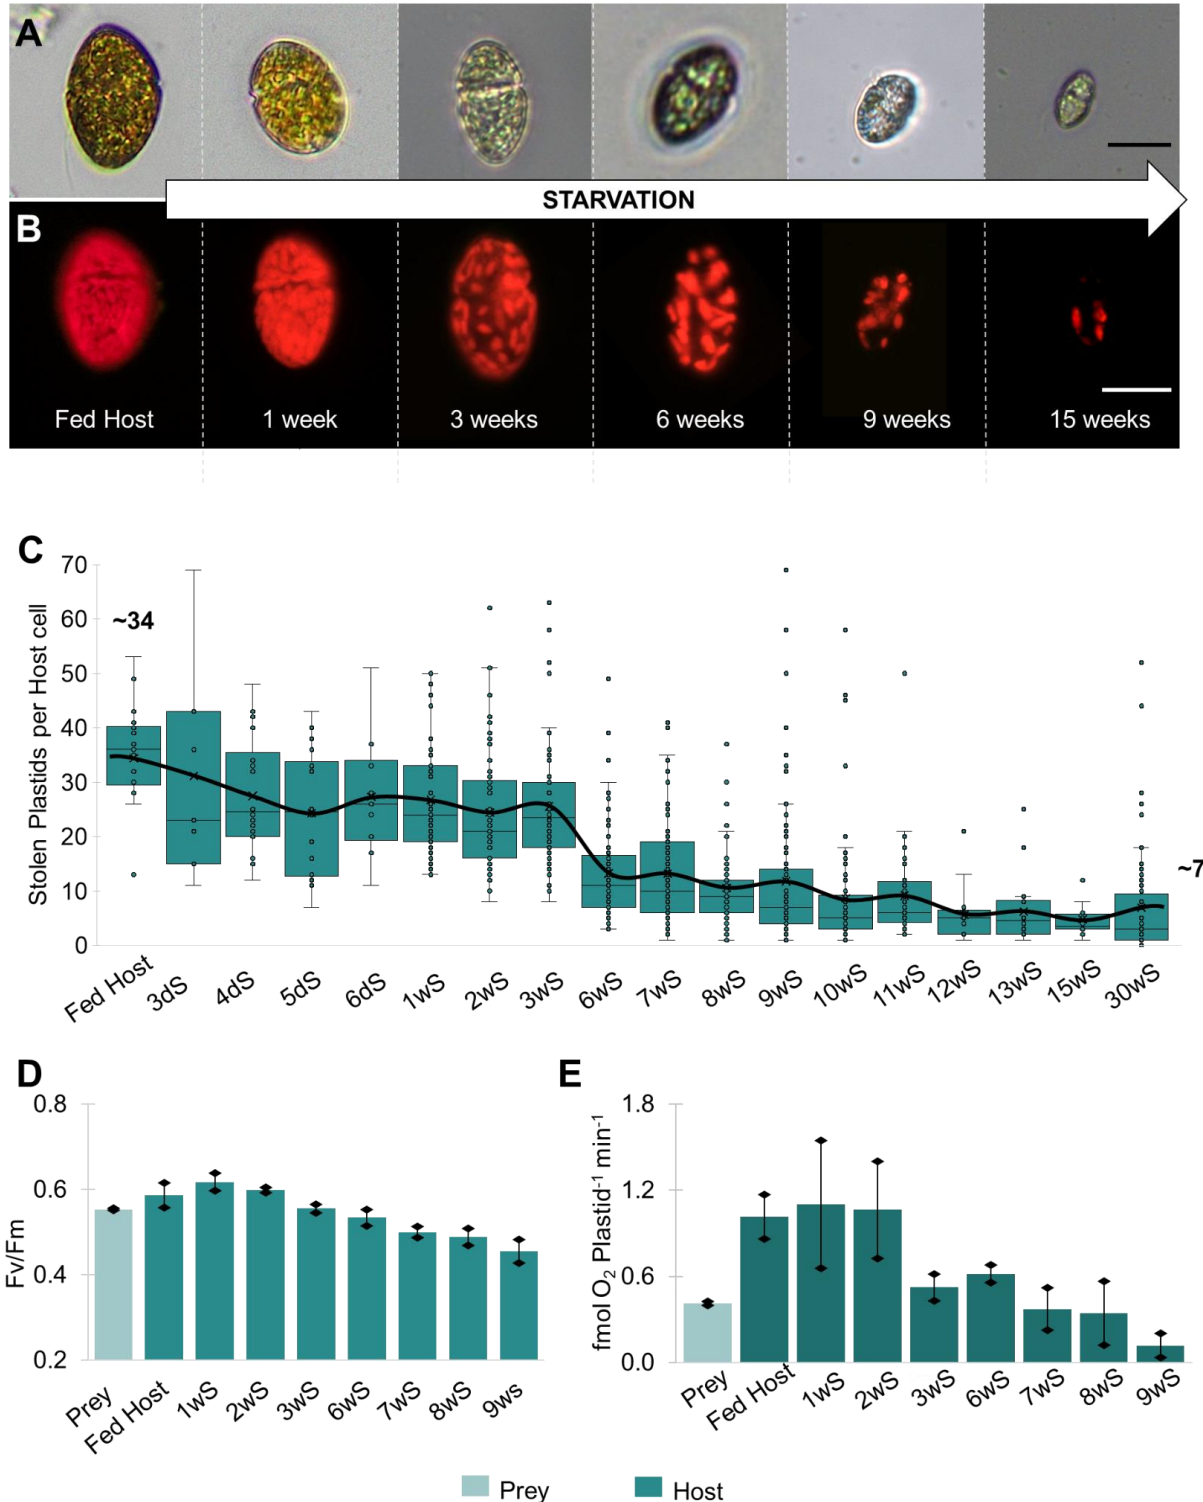 A
STARVATION
B
Fed Host 1 week 3 weeks 6 weeks 9 weeks 15 weeks
C
Stolen Plastids per Host cell
70
60
50
40
30
20
10
0
~34
~7
Fed Host 3dS 4dS 5dS 6dS 1wS 2wS 3wS 6wS 7wS 8wS 9wS 10wS 11wS 12wS 13wS 15wS 30wS
D
Fv/Fm
0.8
0.6
0.4
0.2
Prey Fed Host 1wS 2wS 3wS 6wS 7wS 8wS 9ws
E
fmol O₂ Plastid⁻¹ min⁻¹
1.8
1.2
0.6
0.0
Prey Fed Host 1wS 2wS 3wS 6wS 7wS 8wS 9wS
Prey Host